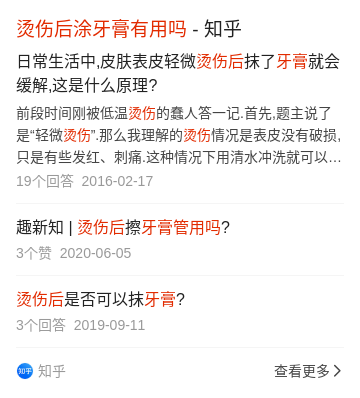 烫伤后涂牙膏有用吗 - 知乎
日常生活中,皮肤表皮轻微烫伤后抹了牙膏就会
缓解,这是什么原理?
前段时间刚被低温烫伤的蠢人答一记.首先,题主说了
是“轻微烫伤”.那么我理解的烫伤情况是表皮没有破损,
只是有些发红、刺痛.这种情况下用清水冲洗就可以...
19个回答 2016-02-17
趣新知 | 烫伤后擦牙膏管用吗?
3个赞 2020-06-05
烫伤后是否可以抹牙膏?
3个回答 2019-09-11
知乎 知乎
查看更多